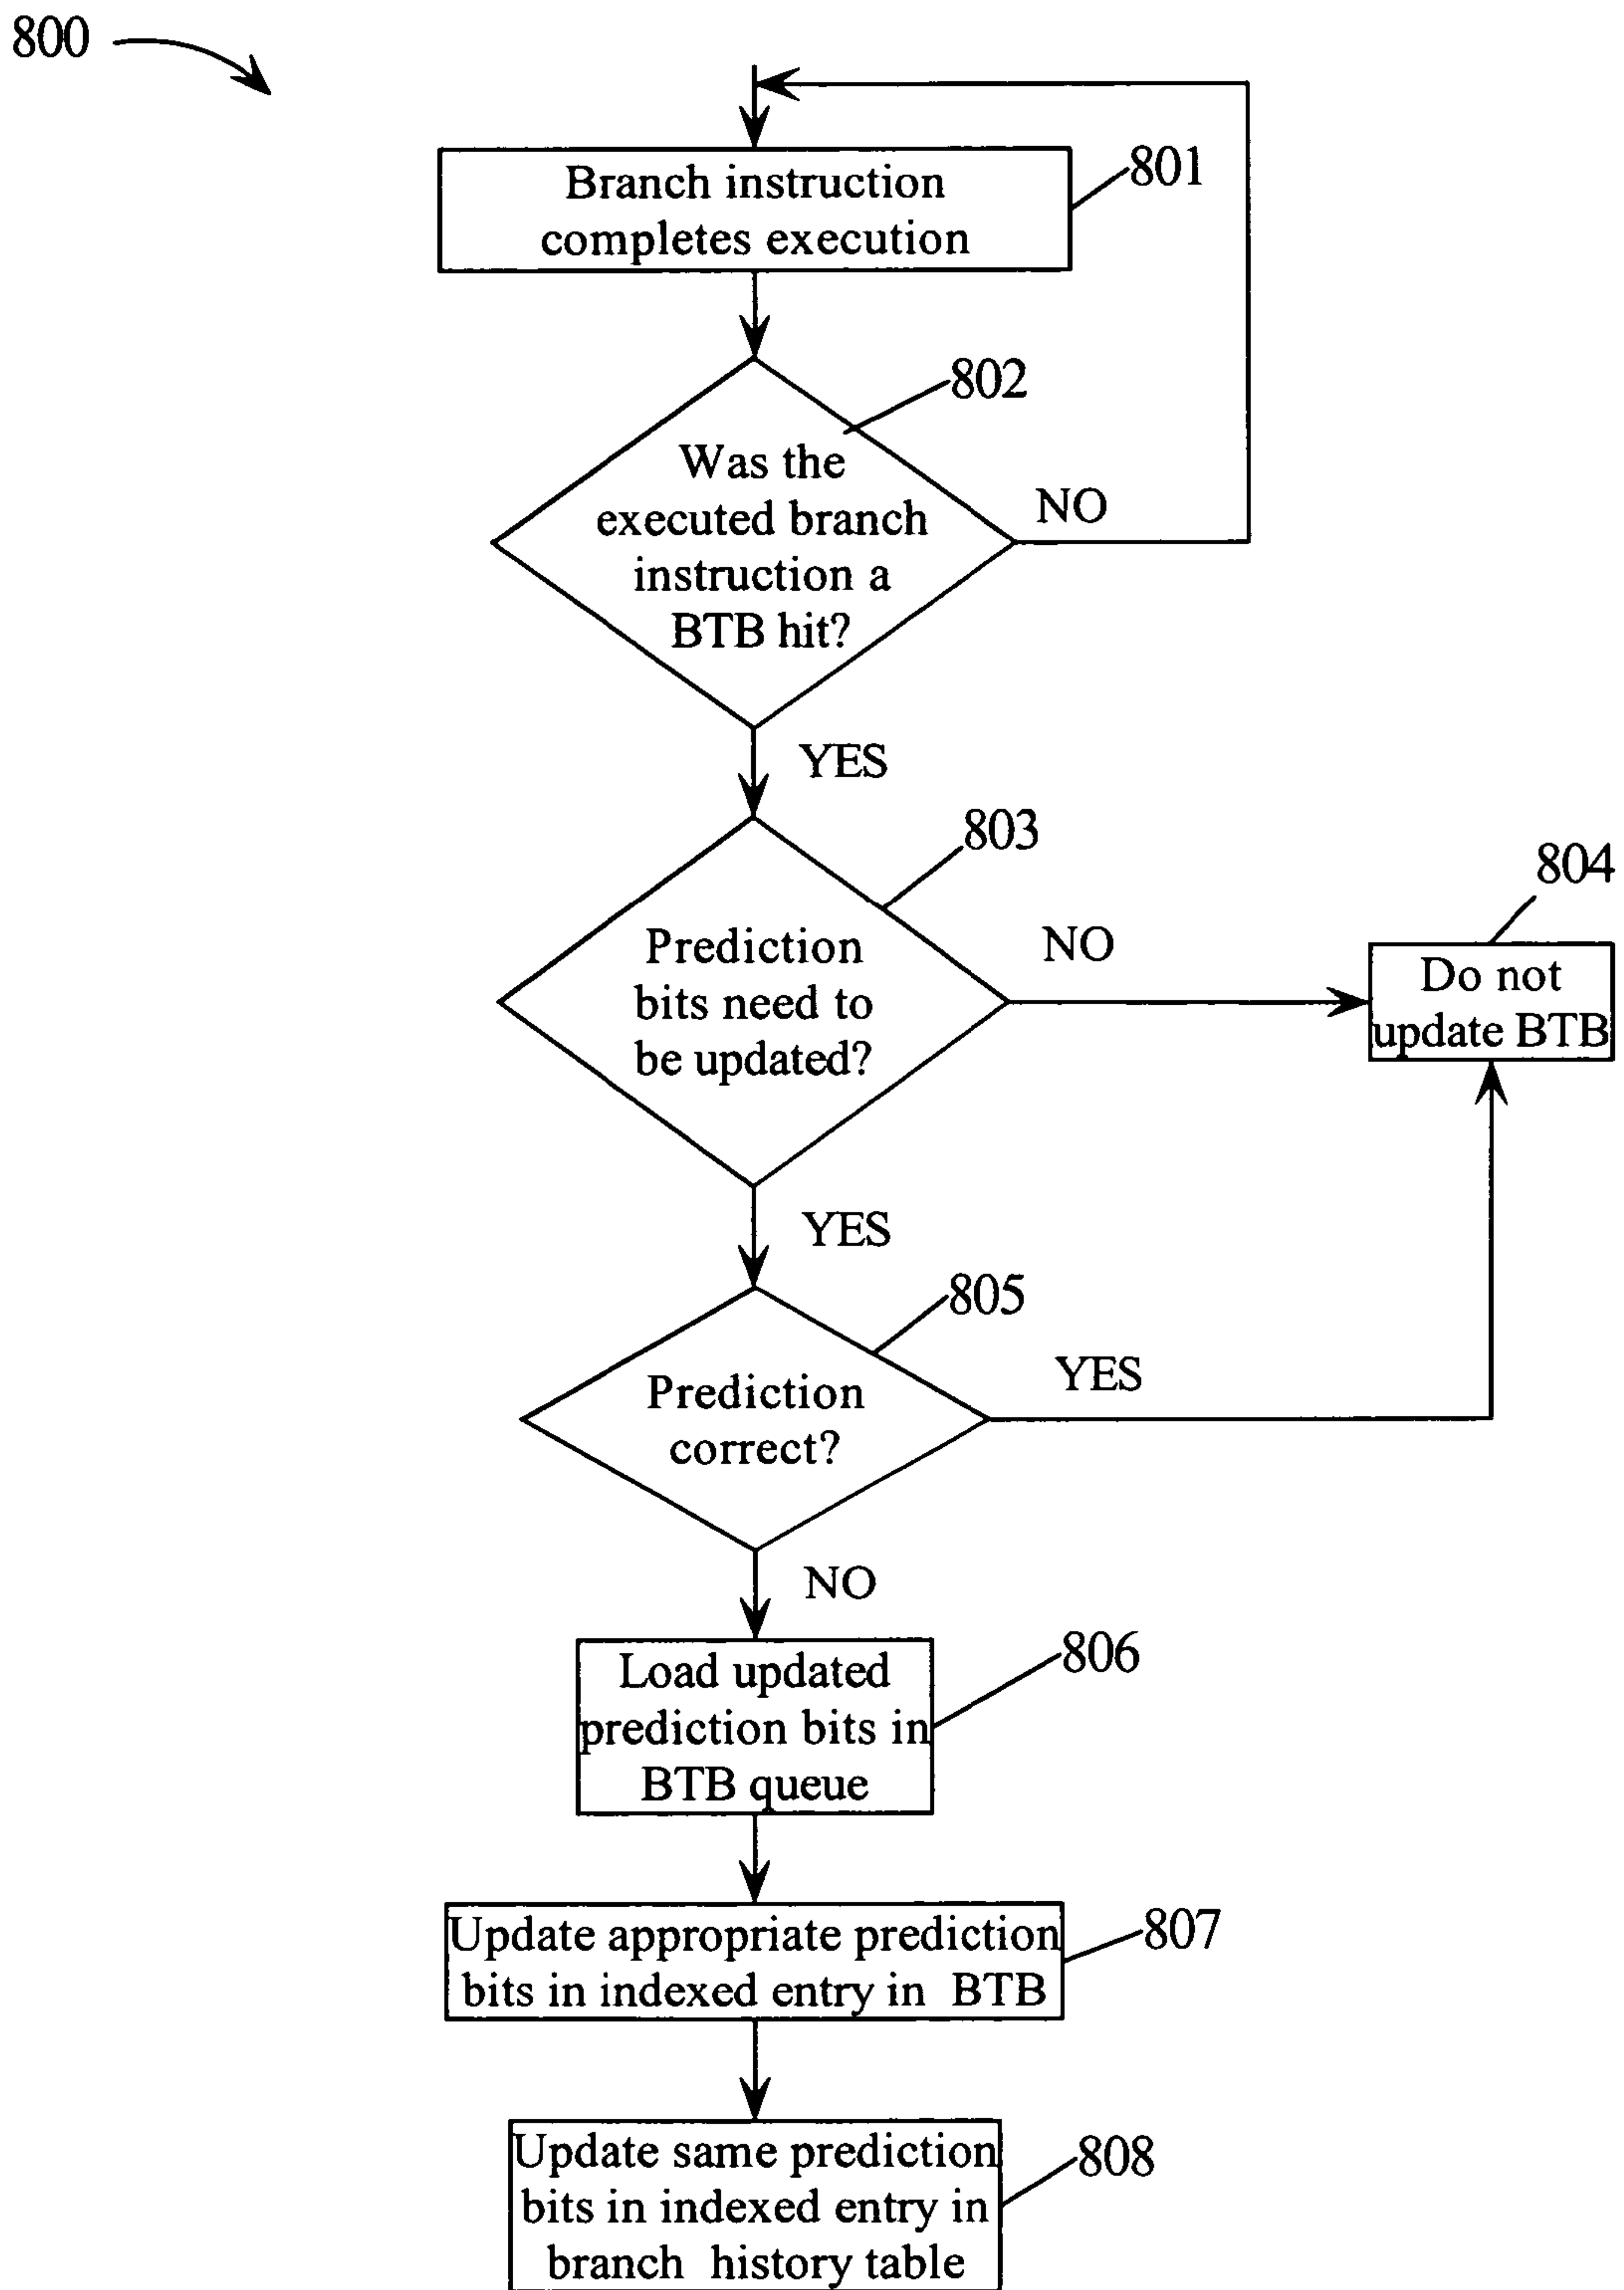 800
Branch instruction
completes execution
801
802
Was the
executed branch
instruction a
BTB hit?
NO
YES
803
Prediction
bits need to
be updated?
NO
804
Do not
update BTB
YES
805
Prediction
correct?
YES
NO
806
Load updated
prediction bits in
BTB queue
807
Update appropriate prediction
bits in indexed entry in BTB
808
Update same prediction
bits in indexed entry in
branch history table